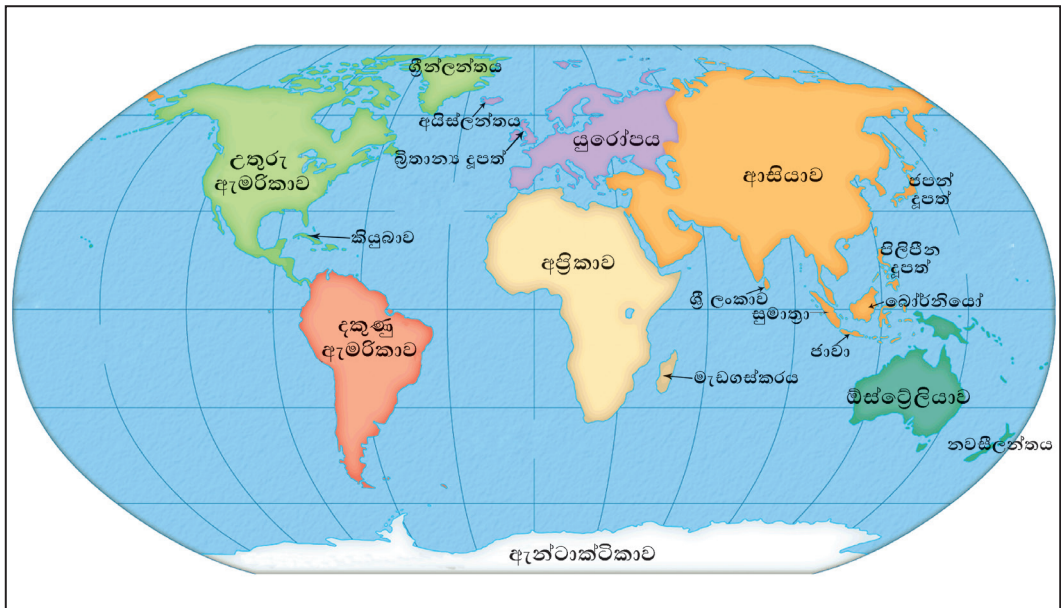 ග්‍රීන්ලන්තය
අයිස්ලන්තය
බ්‍රිතාන්‍ය දූපත්
යුරෝපය
උතුරු
ඇමරිකාව
ආසියාව
ජපන්
දූපත්
කියුබාව
අප්‍රිකාව
පිලිපීන
දූපත්
ශ්‍රී ලංකාව
සුමාත්‍රා
බෝර්නියෝ
දකුණු
ඇමරිකාව
ජාවා
මැඩගස්කරය
ඕස්ට්‍රේලියාව
නවසීලන්තය
ඇන්ටාක්ටිකාව